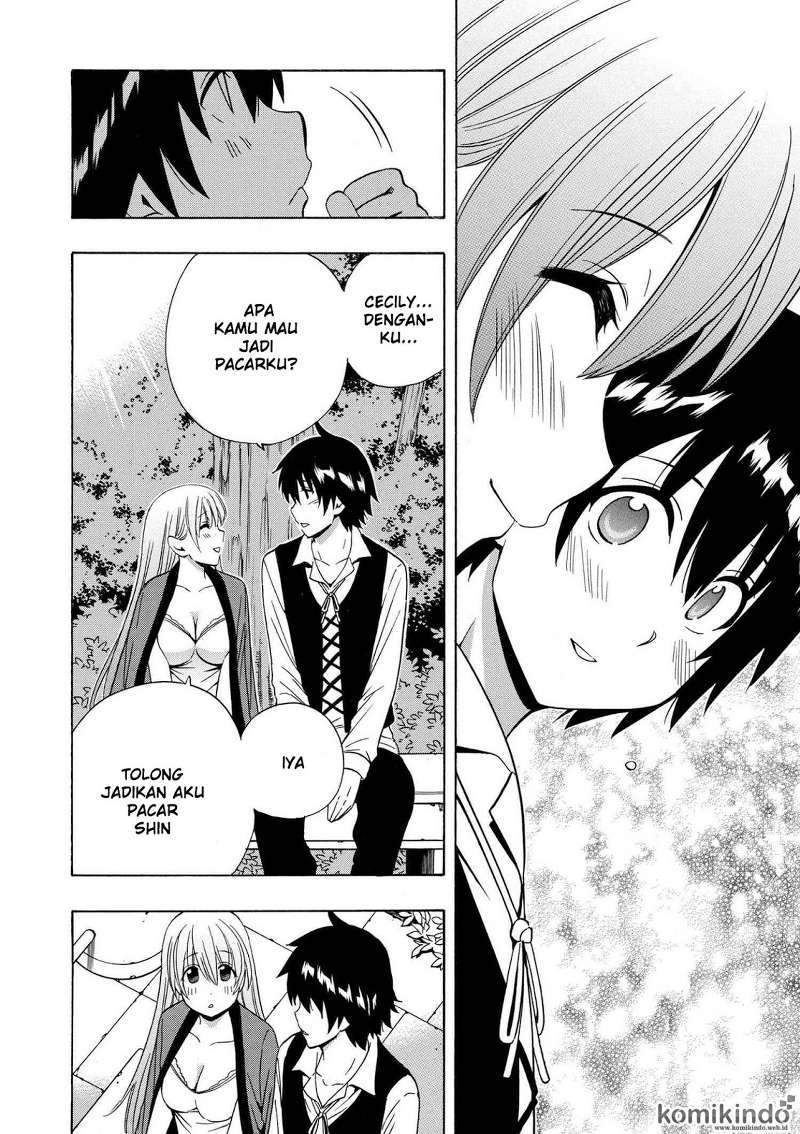 CECILY...
DENGAN-
KU...
APA
KAMU MAU
JADI
PACARKU?
IYA
TOLONG
JADIKAN AKU
PACAR
SHIN
komikindo
www.komikindo.web.id